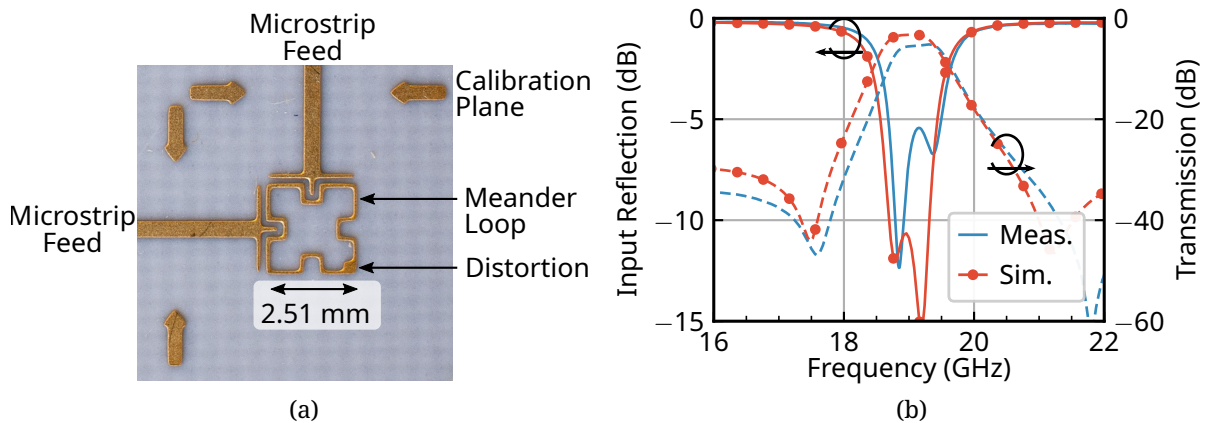 Microstrip
Feed
Calibration
Plane
Meander
Loop
Microstrip
Feed
Distortion
2.51 mm
(a)
0
−5
−10
−15
Input Reflection (dB)
0
−20
−40
−60
Transmission (dB)
Meas.
Sim.
16
18
20
22
Frequency (GHz)
(b)